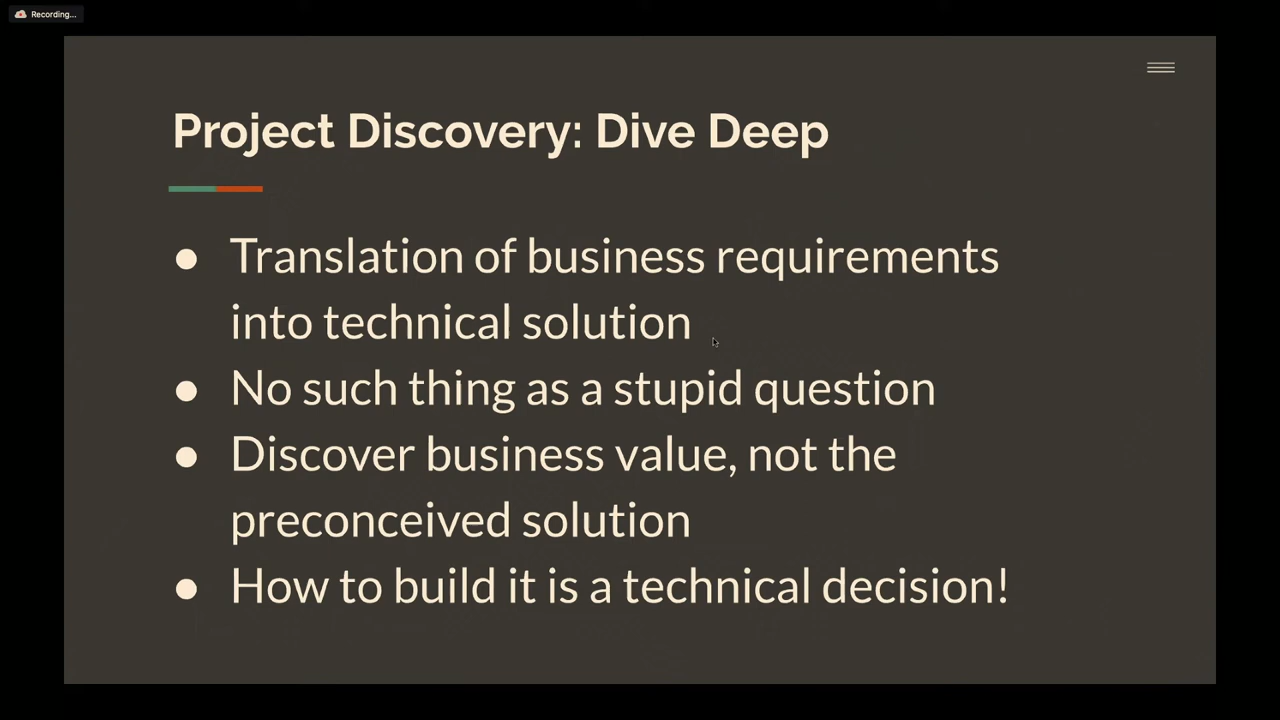 Recording...
Project Discovery: Dive Deep
● Translation of business requirements
into technical solution
● No such thing as a stupid question
● Discover business value, not the
preconceived solution
● How to build it is a technical decision!